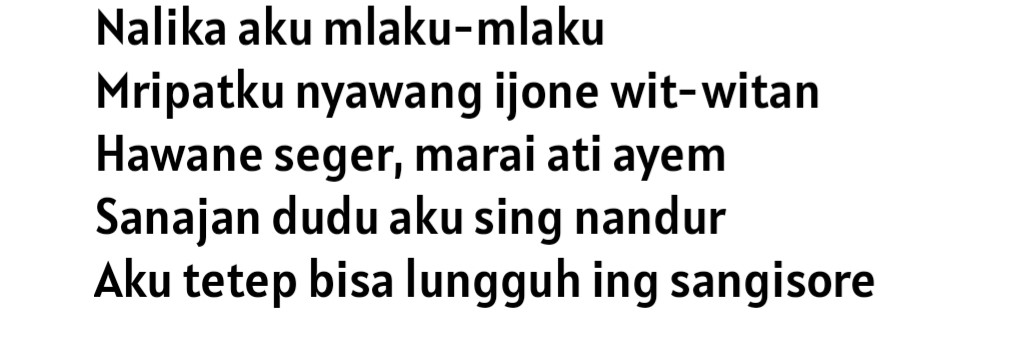 Nalika aku mlaku-mlaku
Mripatku nyawang ijone wit-witan
Hawane seger, marai ati ayem
Sanajan dudu aku sing nandur
Aku tetep bisa lungguh ing sangisore